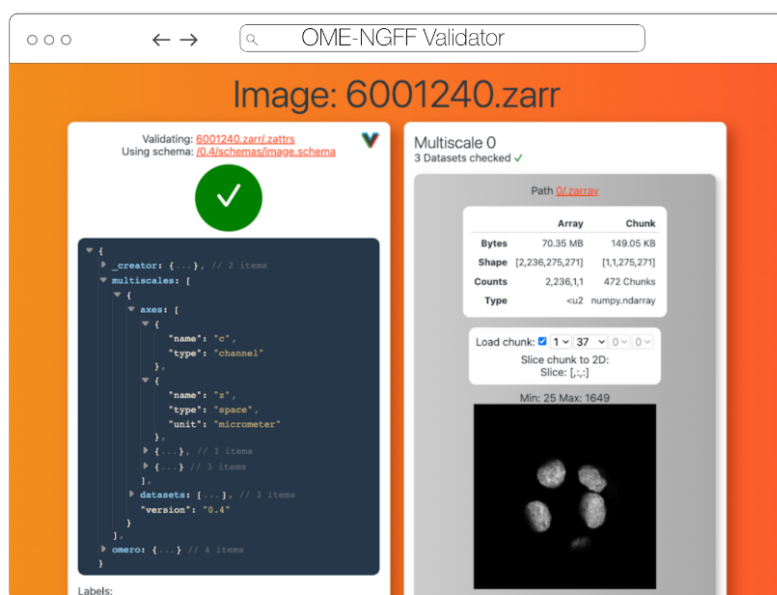 OME-NGFF Validator
Image: 6001240.zarr
Validating: 6001240.zarr/.zattrs
Using schema: /0.4/schemas/image.schema
{
_creator: {...}, // 2 items
multiscales: [
{
axes: [
{
"name": "c",
"type": "channel"
},
{
"name": "z",
"type": "space",
"unit": "micrometer"
},
{...}, // 3 items
{...} // 3 items
],
datasets: [...], // 3 items
"version": "0.4"
}
],
omero: {...} // 4 items
}
Labels:
Multiscale 0
3 Datasets checked ✓
Path 0/.zarray
Array Chunk
Bytes 70.35 MB 149.05 KB
Shape [2,236,275,271] [1,1,275,271]
Counts 2,236,1,1 472 Chunks
Type <u2 numpy.ndarray
Load chunk: 1 37 0 0
Slice chunk to 2D:
Slice: [,:,:]
Min: 25 Max: 1649